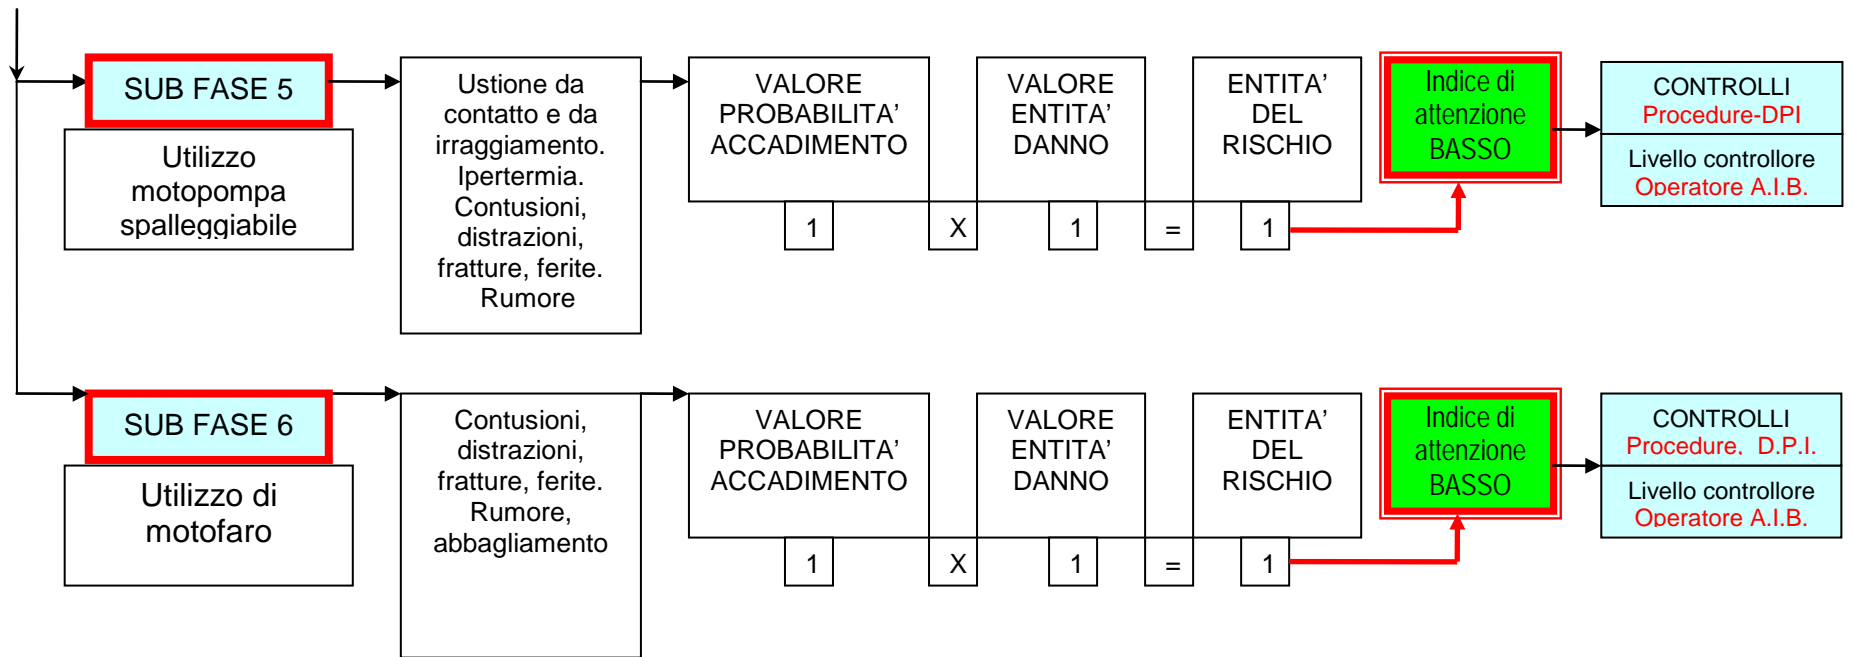 SUB FASE 5
Utilizzo
motopompa
spalleggiabile
Ustione da
contatto e da
irraggiamento.
Ipertermia.
Contusioni,
distrazioni,
fratture, ferite.
Rumore
VALORE
PROBABILITA’
ACCADIMENTO
VALORE
ENTITA’
DANNO
ENTITA’
DEL
RISCHIO
1
X
1
=
1
Indice di
attenzione
BASSO
CONTROLLI
Procedure-DPI
Livello controllore
Operatore A.I.B.
SUB FASE 6
Utilizzo di
motofaro
Contusioni,
distrazioni,
fratture, ferite.
Rumore,
abbagliamento
VALORE
PROBABILITA’
ACCADIMENTO
VALORE
ENTITA’
DANNO
ENTITA’
DEL
RISCHIO
1
X
1
=
1
Indice di
attenzione
BASSO
CONTROLLI
Procedure, D.P.I.
Livello controllore
Operatore A.I.B.